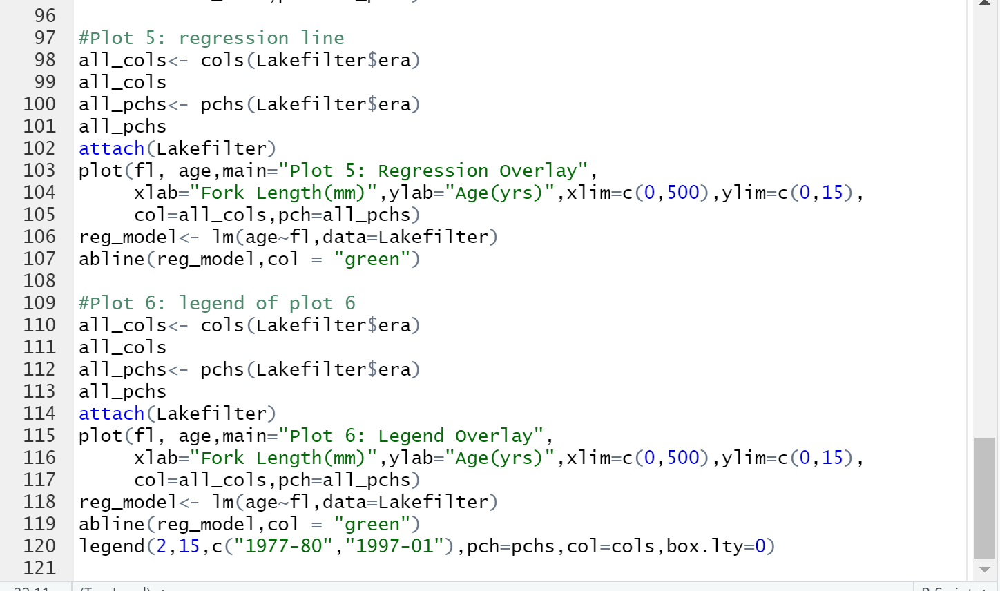 96
97 #Plot 5: regression line
98 all_cols<- cols(Lakefilter$era)
99 all_cols
100 all_pchs<- pchs(Lakefilter$era)
101 all_pchs
102 attach(Lakefilter)
103 plot(fl, age,main="Plot 5: Regression Overlay",
104      xlab="Fork Length(mm)",ylab="Age(yrs)",xlim=c(0,500),ylim=c(0,15),
105      col=all_cols,pch=all_pchs)
106 reg_model<- lm(age~fl,data=Lakefilter)
107 abline(reg_model,col = "green")
108
109 #Plot 6: legend of plot 6
110 all_cols<- cols(Lakefilter$era)
111 all_cols
112 all_pchs<- pchs(Lakefilter$era)
113 all_pchs
114 attach(Lakefilter)
115 plot(fl, age,main="Plot 6: Legend Overlay",
116      xlab="Fork Length(mm)",ylab="Age(yrs)",xlim=c(0,500),ylim=c(0,15),
117      col=all_cols,pch=all_pchs)
118 reg_model<- lm(age~fl,data=Lakefilter)
119 abline(reg_model,col = "green")
120 legend(2,15,c("1977-80","1997-01"),pch=pchs,col=cols,box.lty=0)
121